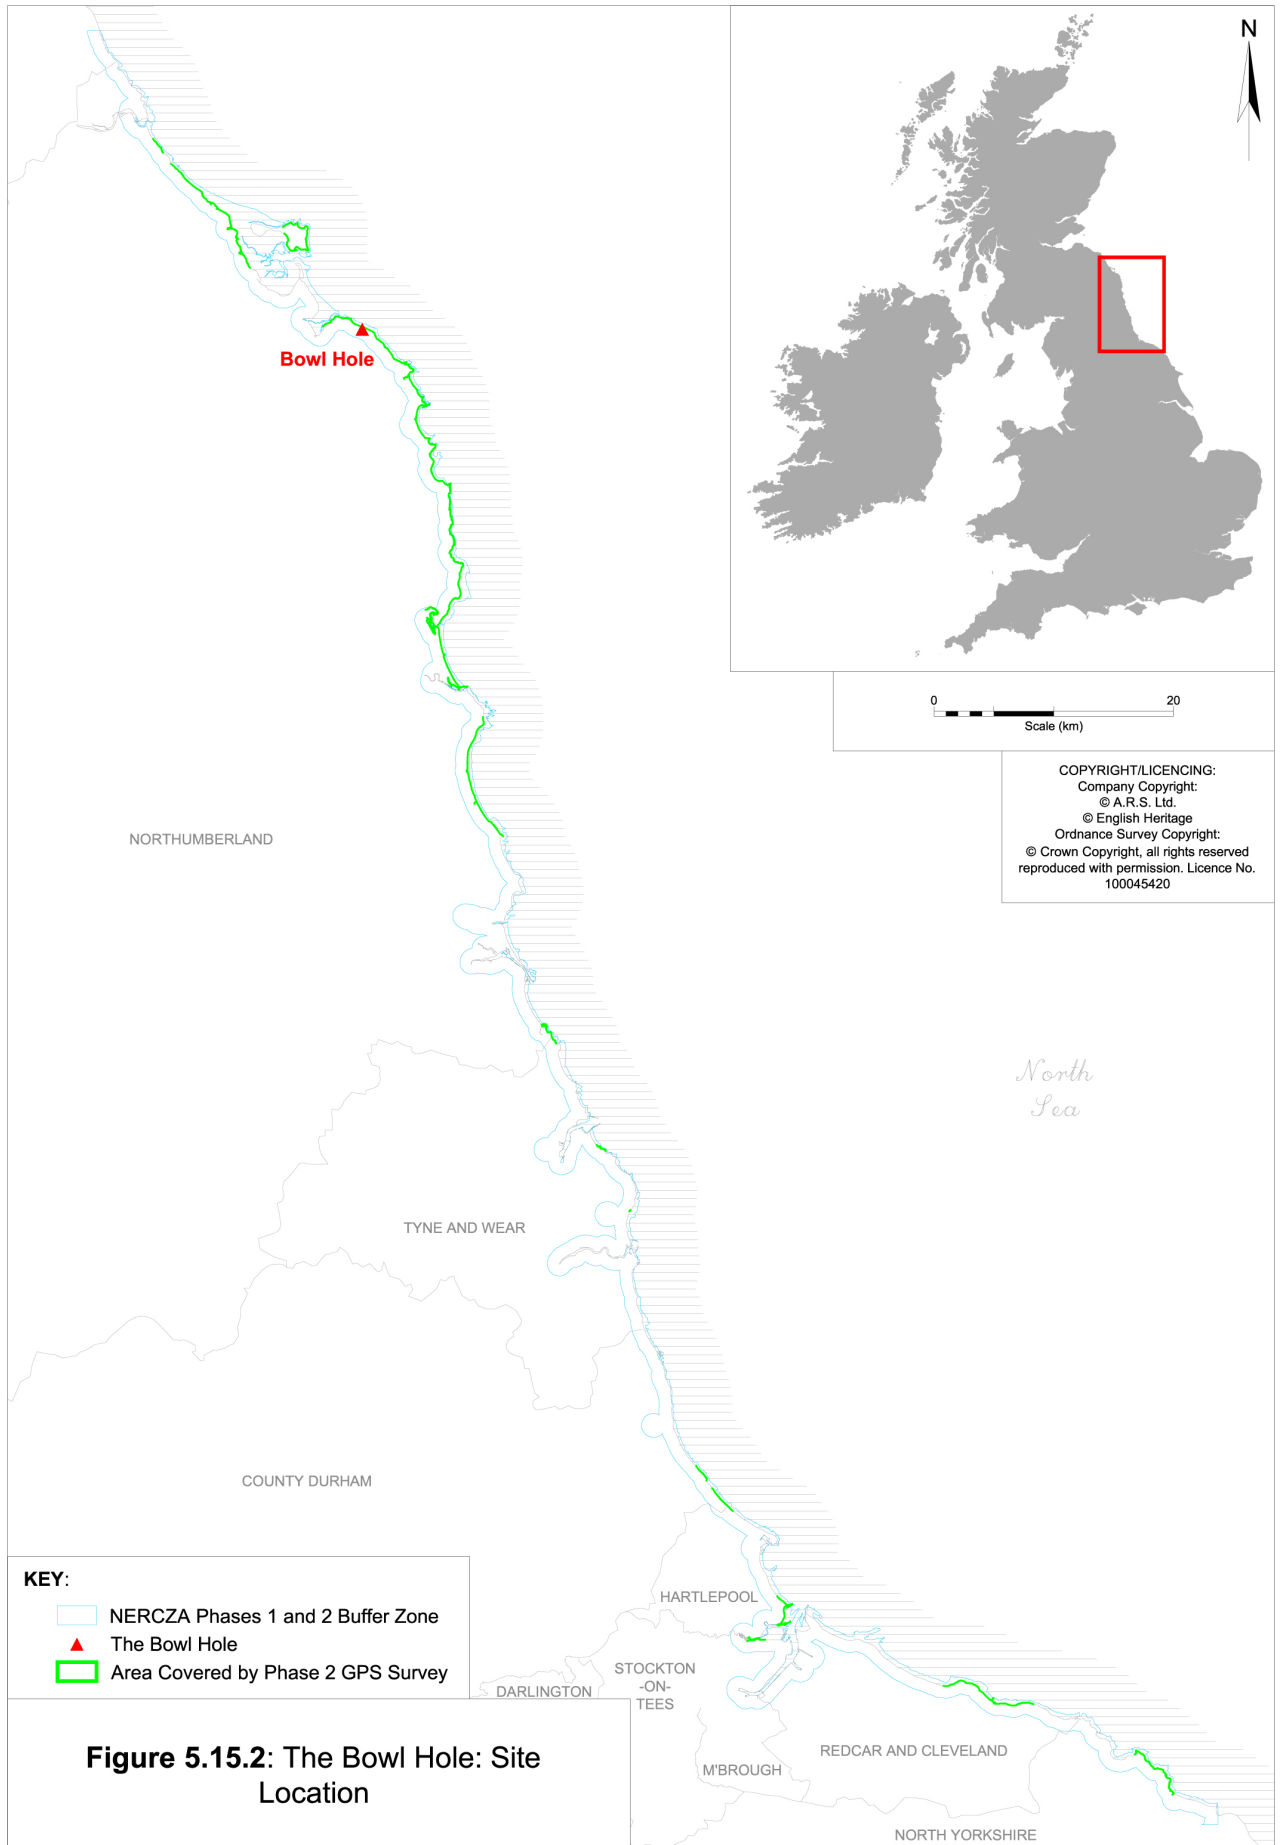 N
Bowl Hole
0 20
Scale (km)
COPYRIGHT/LICENCING:
Company Copyright:
© A.R.S. Ltd.
© English Heritage
Ordnance Survey Copyright:
© Crown Copyright, all rights reserved
reproduced with permission. Licence No.
100045420
NORTHUMBERLAND
North
Sea
TYNE AND WEAR
COUNTY DURHAM
HARTLEPOOL
STOCKTON
-ON-
TEES
DARLINGTON
M'BROUGH
REDCAR AND CLEVELAND
NORTH YORKSHIRE
KEY:
NERCZA Phases 1 and 2 Buffer Zone
The Bowl Hole
Area Covered by Phase 2 GPS Survey
Figure 5.15.2: The Bowl Hole: Site
Location